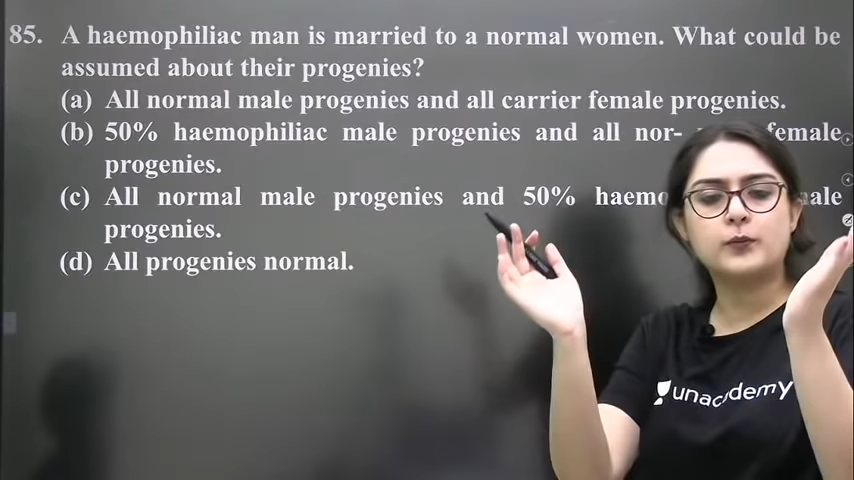 85. A haemophiliac man is married to a normal women. What could be
assumed about their progenies?
(a) All normal male progenies and all carrier female progenies.
(b) 50% haemophiliac male progenies and all nor- female
progenies.
(c) All normal male progenies and 50%
progenies.
(d) All progenies normal.
unacademy